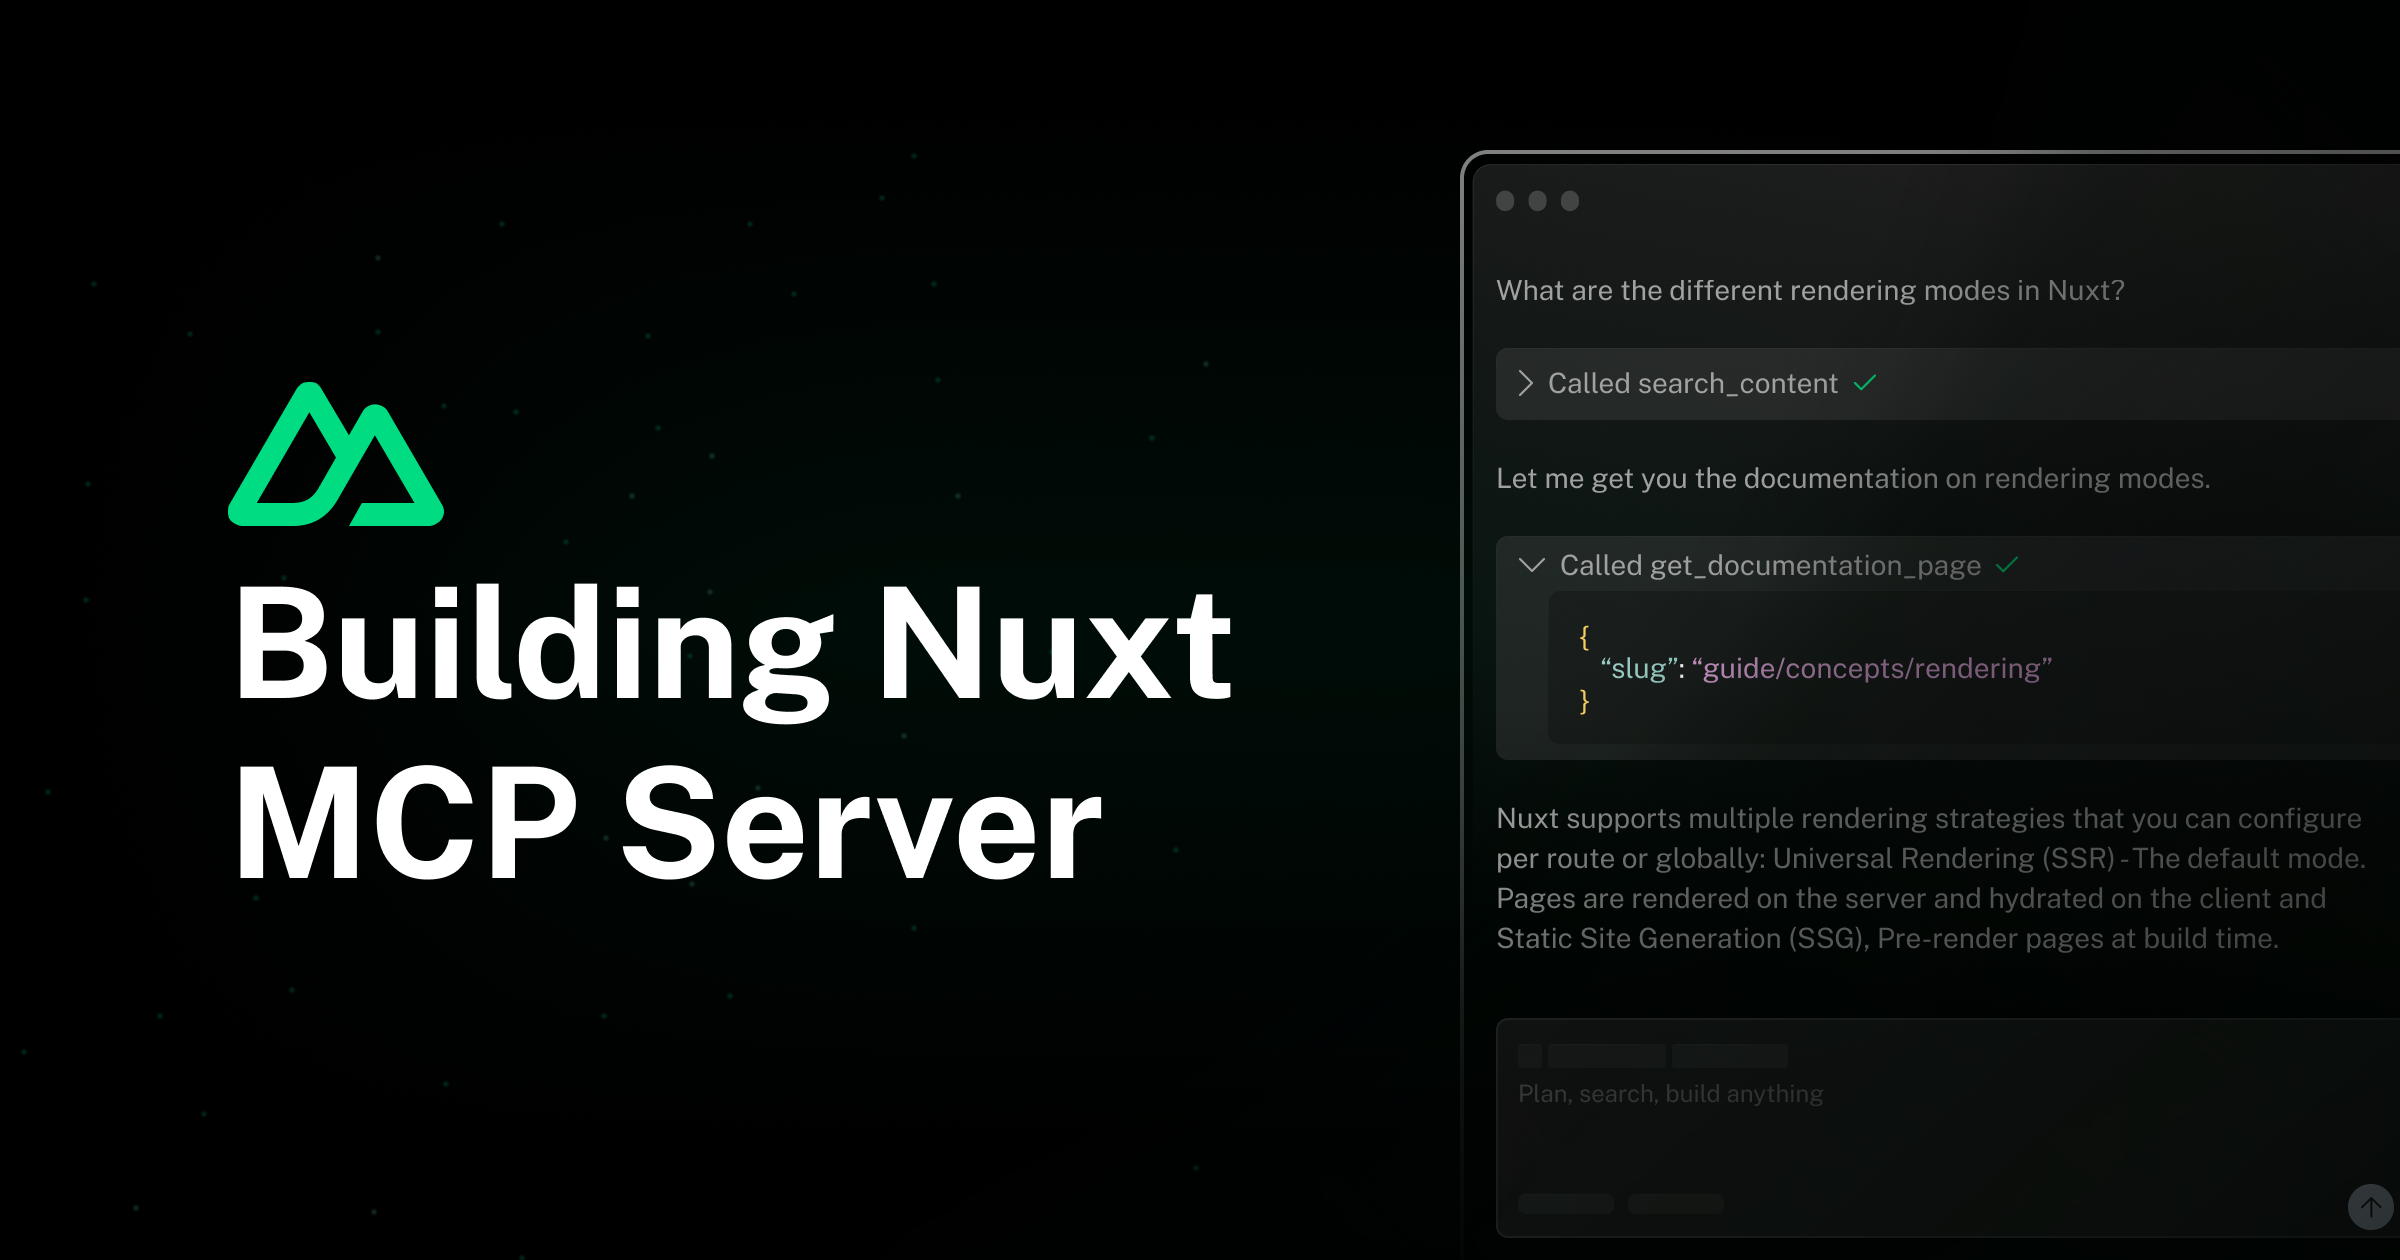 Building Nuxt
MCP Server
What are the different rendering modes in Nuxt?
Called search_content
Let me get you the documentation on rendering modes.
Called get_documentation_page
{
“slug”: “guide/concepts/rendering”
}
Nuxt supports multiple rendering strategies that you can configure
per route or globally: Universal Rendering (SSR) - The default mode.
Pages are rendered on the server and hydrated on the client and
Static Site Generation (SSG), Pre-render pages at build time.
Plan, search, build anything